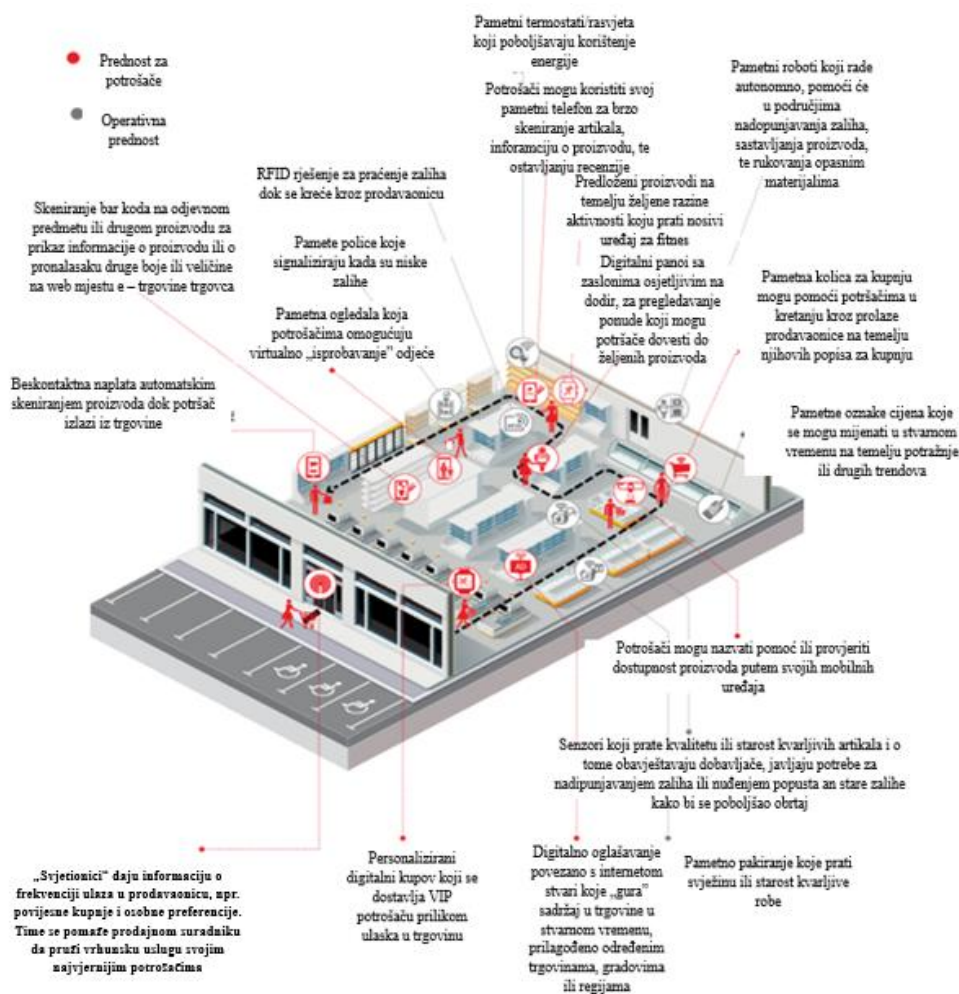 Prednost za
potrošače
Operativna
prednost
Pametni termostati/rasvjeta
koji poboljšavaju korištenje
energije
Potrošači mogu koristiti svoj
pametni telefon za brzo
skeniranje artikala,
inforamciju o proizvodu, te
ostavljanju recenzije
Pametni roboti koji rade
autonomno, pomoći će
u područjima
nadopunjavanja zaliha,
sastavljanja proizvoda,
te rukovanja opasnim
materijalima
RFID rješenje za praćenje zaliha
dok se kreće kroz prodavaonicu
Predloženi proizvodi na
temelju željene razine
aktivnosti koju prati nosivi
uređaj za fitnes
Skeniranje bar koda na odjevnom
predmetu ili drugom proizvodu za
prikaz informacije o proizvodu ili o
pronalasaku druge boje ili veličine
na web mjestu e – trgovine trgovca
Pamete police koje
signaliziraju kada su niske
zalihe
Digitalni panoi sa
zaslonima osjetljivim na
dodir, za pregledavanje
ponude koji mogu
potršače dovesti do
željenih proizvoda
Pametna kolica za kupnju
mogu pomoći potršačima u
kretanju kroz prolaze
prodavaonice na temelju
njihovih popisa za kupnju
Pametna ogledala koja
potrošačima omogućuju
virtualno „isprobavanje" odjeće
Beskontaktna naplata automatskim
skeniranjem proizvoda dok potršač
izlazi iz trgovine
Pametne oznake cijena koje
se mogu mijenati u stvarnom
vremenu na temelju potražnje
ili drugih trendova
AD
Potrošači mogu nazvati pomoć ili provjeriti
dostupnost proizvoda putem svojih mobilnih
uređaja
Senzori koji prate kvalitetu ili starost kvarljivih artikala i o
tome obavještavaju dobavljače, javljaju potrebe za
nadipunjavanjem zaliha ili nuđenjem popusta an stare zalihe
kako bi se poboljšao obrtaj
„Svjetionici" daju informaciju o
frekvenciji ulaza u prodavaonicu, npr.
povijesne kupnje i osobne preferencije.
Time se pomaže prodajnom suradniku
da pruži vrhunsku uslugu svojim
najvjernijim potrošačima
Personalizirani
digitalni kupov koji se
dostavlja VIP
potrošaču prilikom
ulaska u trgovinu
Digitalno oglašavanje
povezano s internetom
stvari koje „gura"
sadržaj u trgovine u
stvarnom vremenu,
prilagođeno određenim
trgovinama, gradovima
ili regijama
Pametno pakiranje koje prati
svježinu ili starost kvarljive
robe